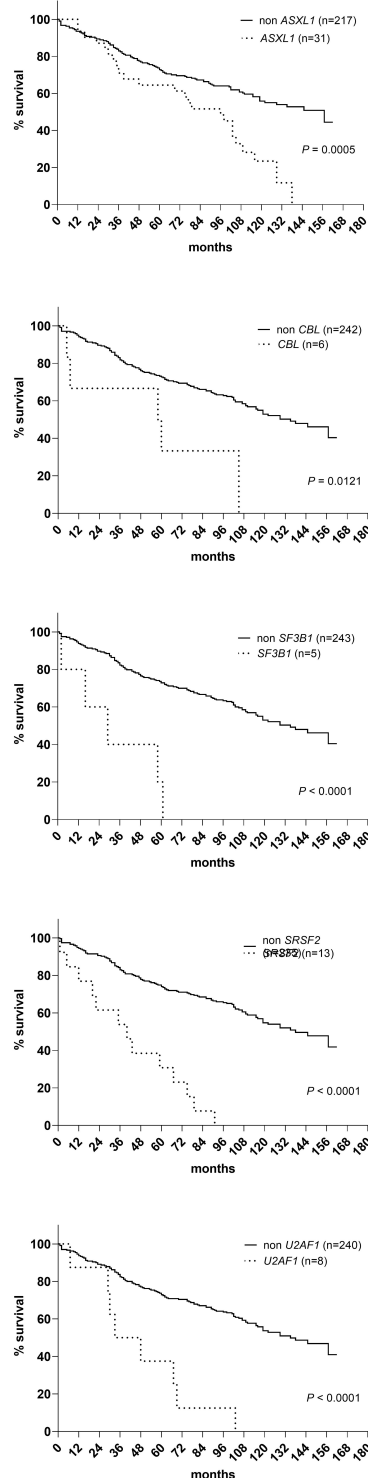 100
80
60
40
20
0
% survival
non ASXL1 (n=217)
ASXL1 (n=31)
P = 0.0005
0 12 24 36 48 60 72 84 96 108 120 132 144 156 168 180
months
100
80
60
40
20
0
% survival
non CBL (n=242)
CBL (n=6)
P = 0.0121
0 12 24 36 48 60 72 84 96 108 120 132 144 156 168 180
months
100
80
60
40
20
0
% survival
non SF3B1 (n=243)
SF3B1 (n=5)
P < 0.0001
0 12 24 36 48 60 72 84 96 108 120 132 144 156 168 180
months
100
80
60
40
20
0
% survival
non SRSF2
(n=13)
P < 0.0001
0 12 24 36 48 60 72 84 96 108 120 132 144 156 168 180
months
100
80
60
40
20
0
% survival
non U2AF1 (n=240)
U2AF1 (n=8)
P < 0.0001
0 12 24 36 48 60 72 84 96 108 120 132 144 156 168 180
months